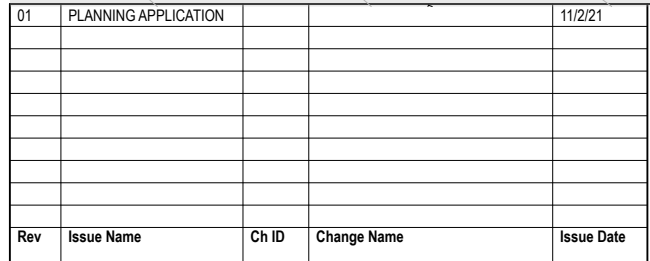 01 PLANNING APPLICATION 11/2/21
Rev Issue Name Ch ID Change Name Issue Date